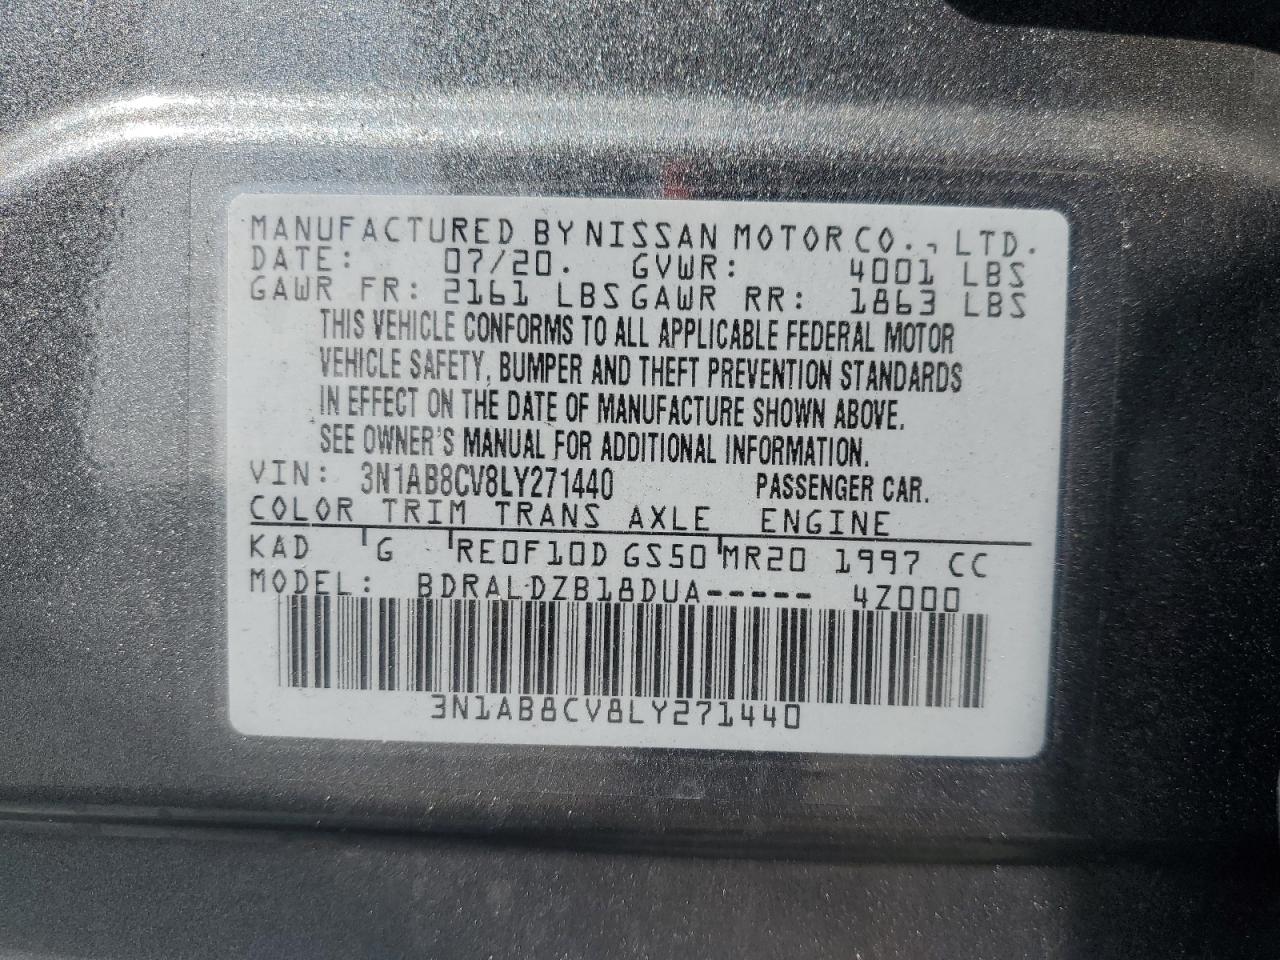 MANUFACTURED BY NISSAN MOTOR CO., LTD.
DATE: 07/20. GVWR: 4001 LBS
GAWR FR: 2161 LBS GAWR RR: 1863 LBS
THIS VEHICLE CONFORMS TO ALL APPLICABLE FEDERAL MOTOR
VEHICLE SAFETY, BUMPER AND THEFT PREVENTION STANDARDS
IN EFFECT ON THE DATE OF MANUFACTURE SHOWN ABOVE.
SEE OWNER'S MANUAL FOR ADDITIONAL INFORMATION.
VIN: 3N1AB8CV8LY271440 PASSENGER CAR.
COLOR TRIM TRANS AXLE ENGINE
KAD G RE0F10D GS50 MR20 1997 CC
MODEL: BDRALDZB18DUA----- 4Z000
3N1AB8CV8LY271440